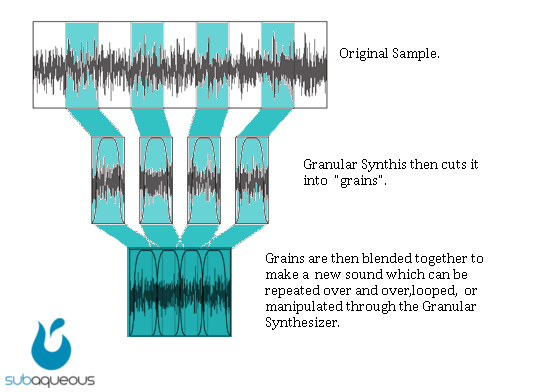 Original Sample.
Granular Synthis then cuts it
into "grains".
Grains are then blended together to
make a new sound which can be
repeated over and over,looped, or
manipulated through the Granular
Synthesizer.
subaqueous